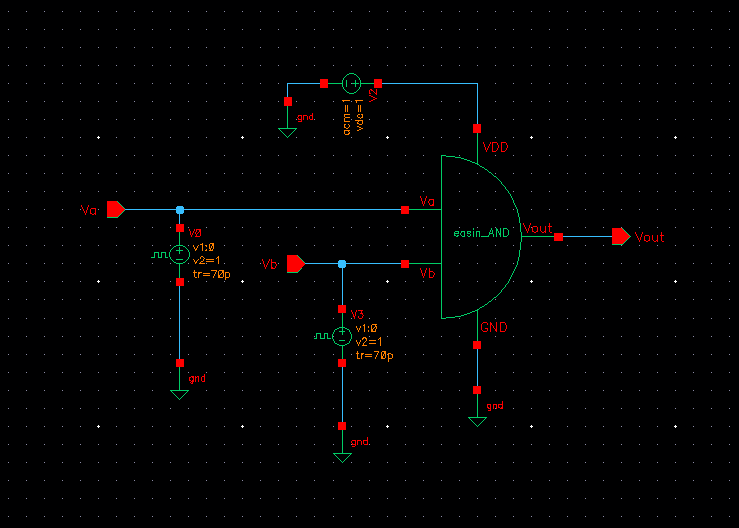 V2
acm=1
vdc=1
gnd
VDD
Va
Va
V0
v1:0
v2=1
tr=70p
easin_AND
Vout
Vout
Vb
Vb
V3
v1:0
v2=1
tr=70p
GND
gnd
gnd
gnd